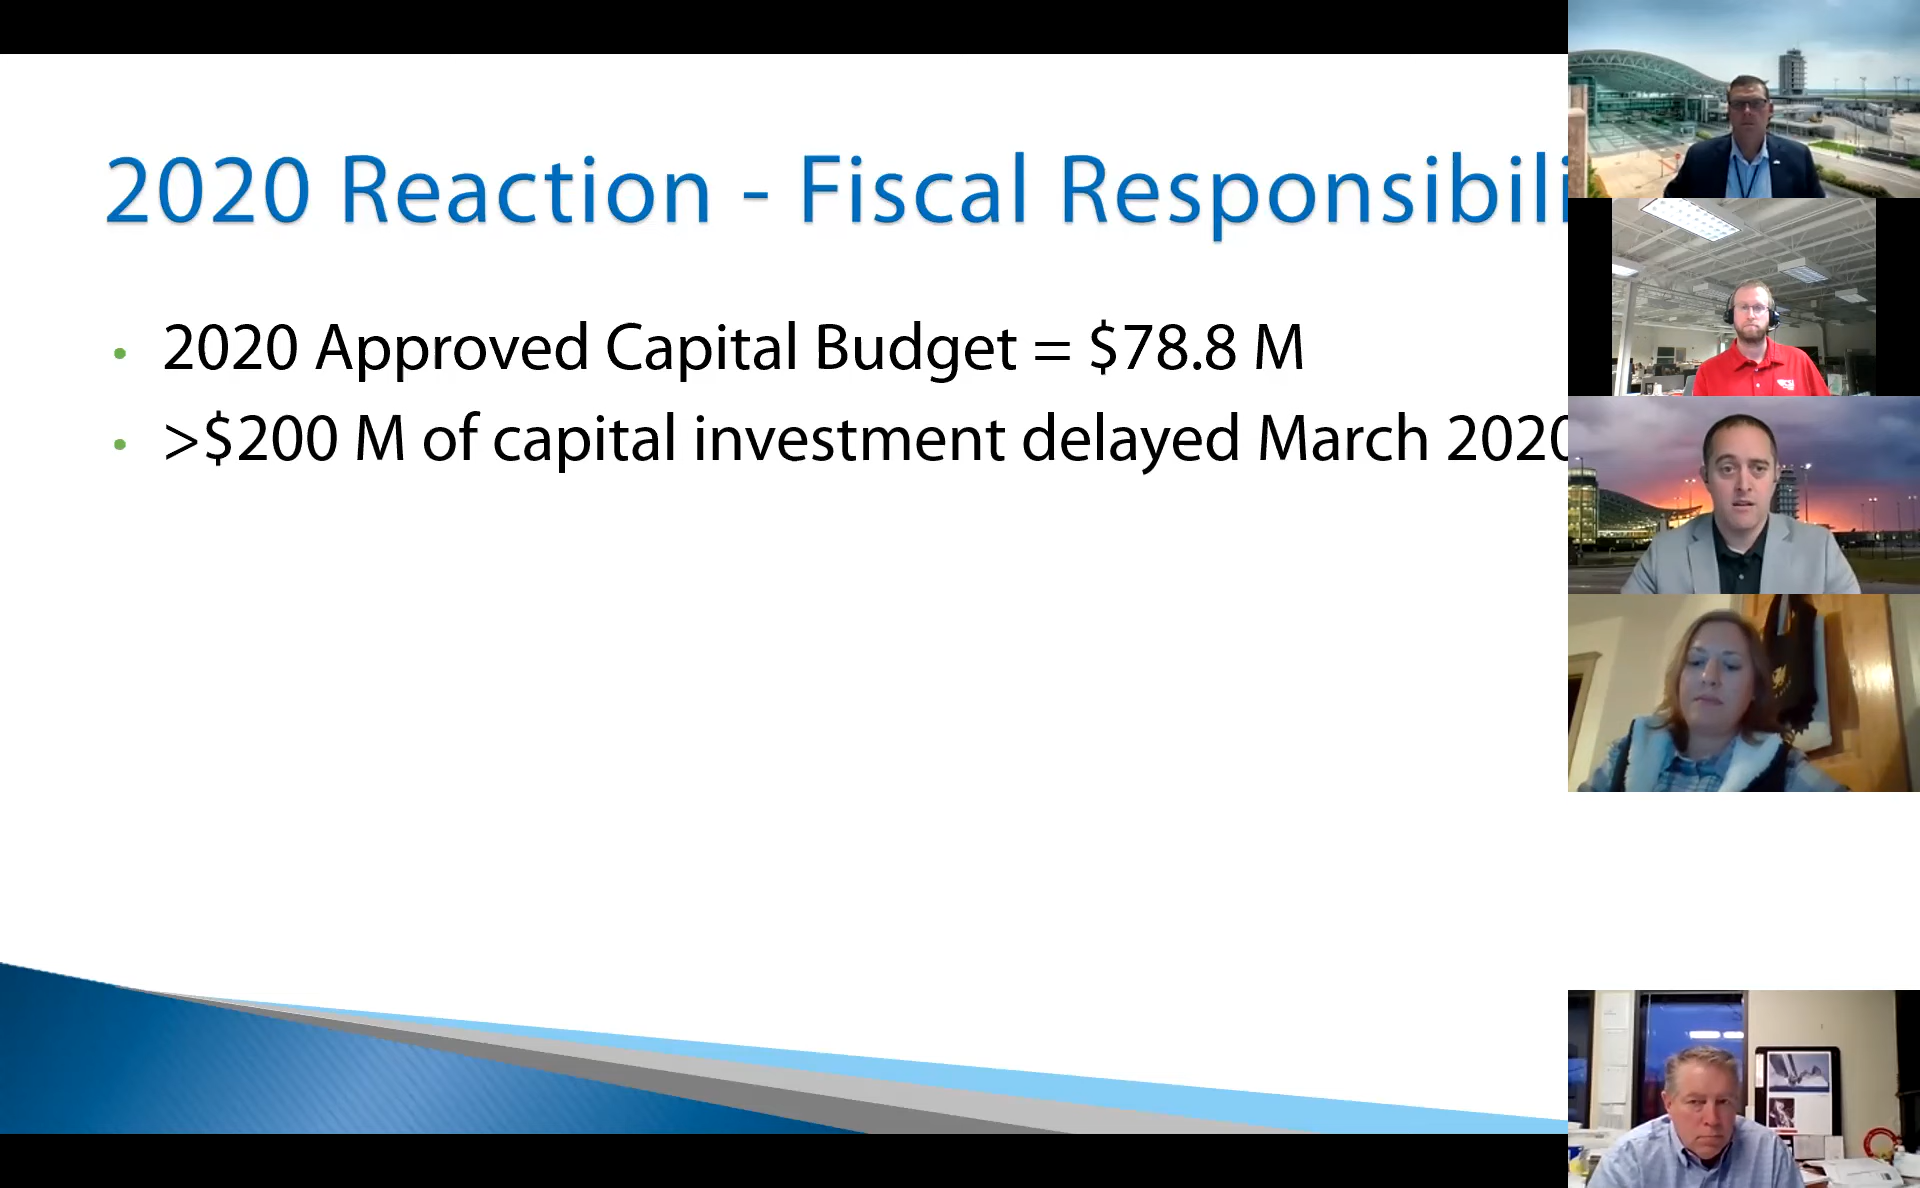 2020 Reaction - Fiscal Responsibili
• 2020 Approved Capital Budget = $78.8 M
• >$200 M of capital investment delayed March 2020